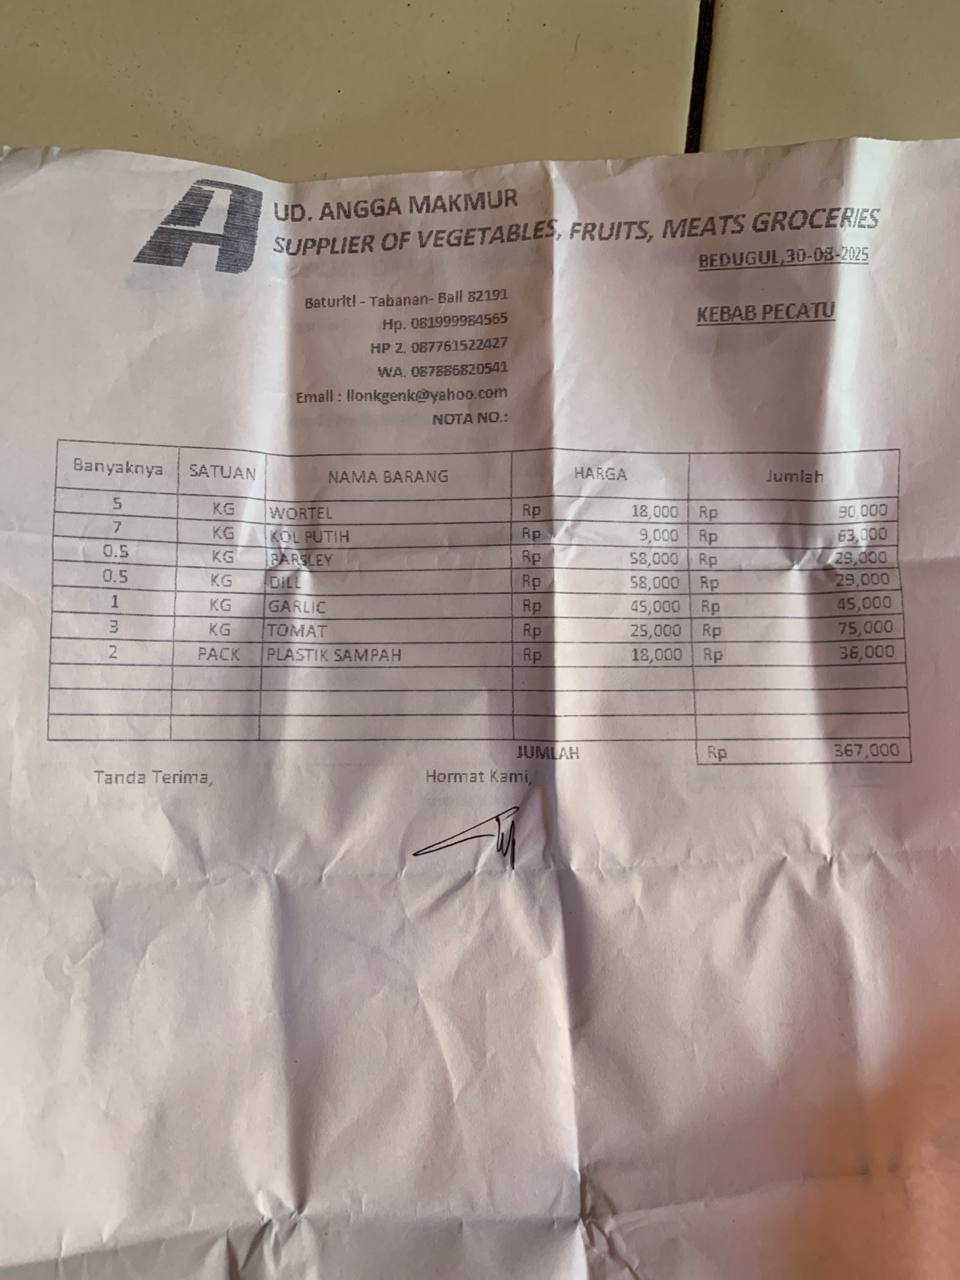 UD. ANGGA MAKMUR
SUPPLIER OF VEGETABLES, FRUITS, MEATS GROCERIES
BEDUGUL,30-08-2025
Baturiti - Tabanan- Bali 82191
KEBAB PECATU
Hp. 081999984565
HP 2. 087761522427
WA. 087886820541
Email : llonkgenk@yahoo.com
NOTA NO.:
Banyaknya SATUAN NAMA BARANG HARGA Jumlah
5 KG WORTEL Rp 18,000 Rp 90,000
7 KG KOL PUTIH Rp 9,000 Rp 63,000
0.5 KG PARSLEY Rp 58,000 Rp 29,000
0.5 KG DILL Rp 58,000 Rp 29,000
1 KG GARLIC Rp 45,000 Rp 45,000
3 KG TOMAT Rp 25,000 Rp 75,000
2 PACK PLASTIK SAMPAH Rp 18,000 Rp 36,000
JUMLAH Rp 367,000
Tanda Terima, Hormat Kami,